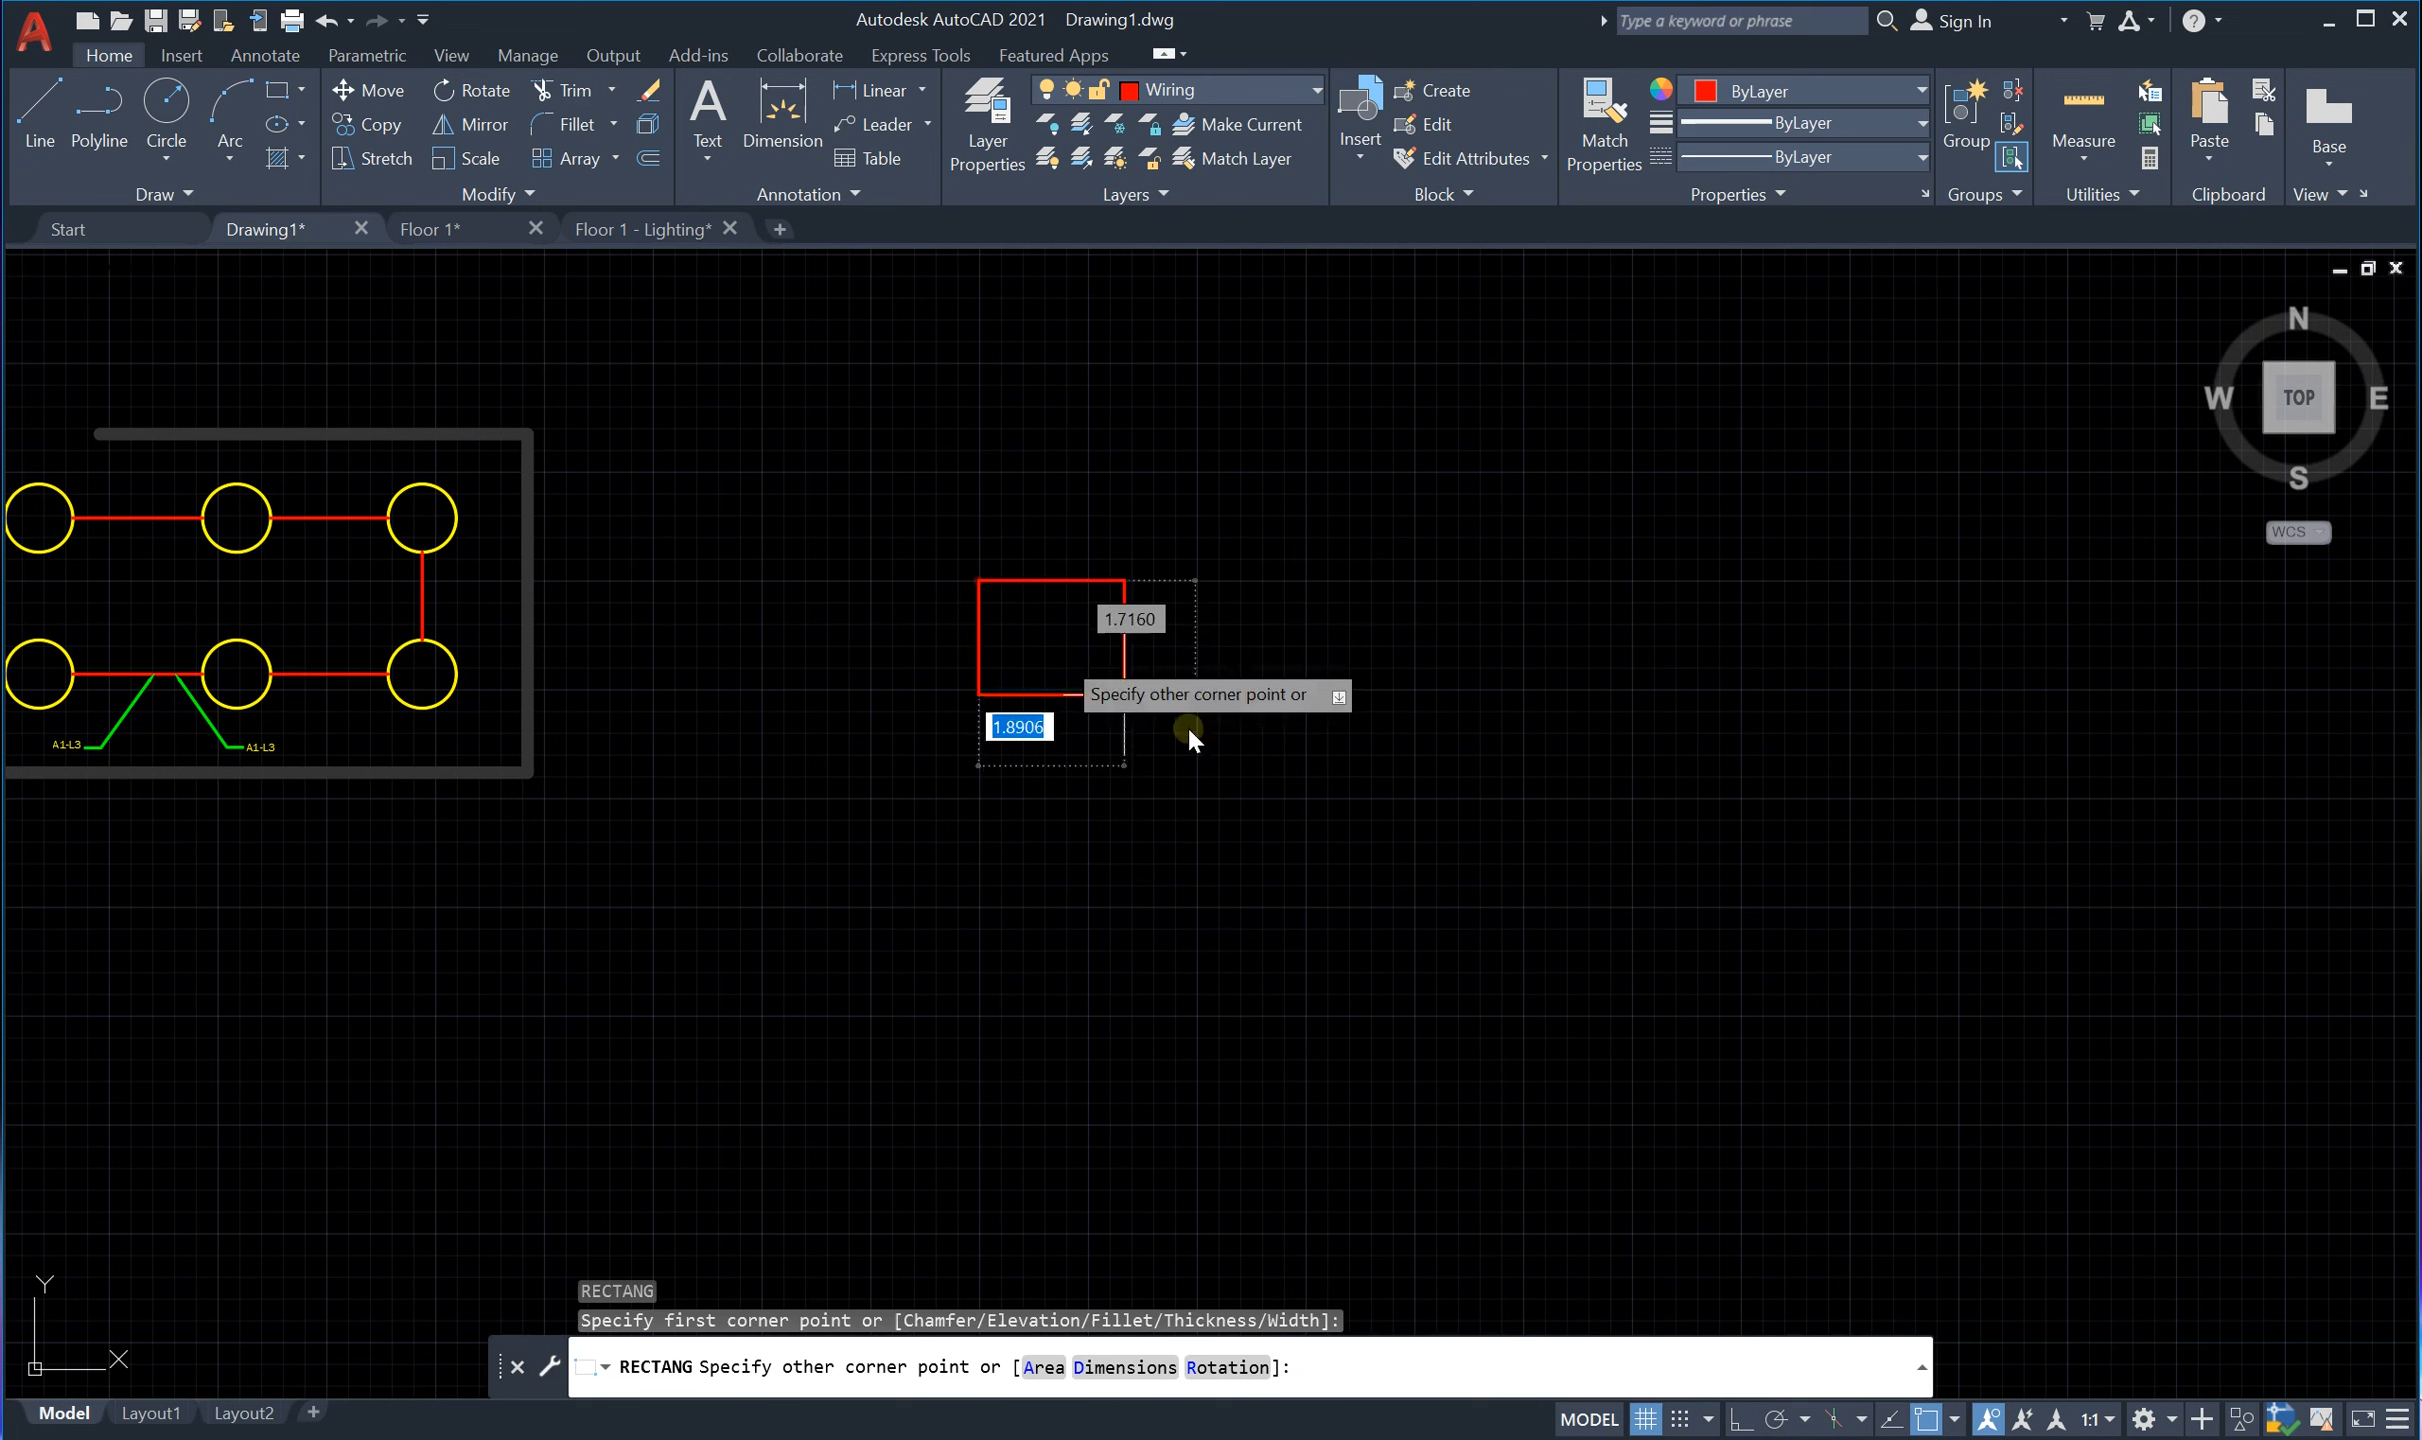 Autodesk AutoCAD 2021 Drawing1.dwg
Type a keyword or phrase
Sign In
Home Insert Annotate Parametric View Manage Output Add-ins Collaborate Express Tools Featured Apps
Line Polyline Circle Arc
Move Rotate Trim
Copy Mirror Fillet
Stretch Scale Array
Text Dimension
Linear
Leader
Table
Layer Properties
Wiring
Make Current
Match Layer
Insert
Create
Edit
Edit Attributes
Match Properties
ByLayer
ByLayer
ByLayer
Group
Measure
Paste
Base
Draw Modify Annotation Layers Block Properties Groups Utilities Clipboard View
Start Drawing1* Floor 1* Floor 1 - Lighting*
N
W TOP E
S
WCS
1.7160
Specify other corner point or
1.8906
A1-L3 A1-L3
Y
X
RECTANG
Specify first corner point or [Chamfer/Elevation/Fillet/Thickness/Width]:
RECTANG Specify other corner point or [Area Dimensions Rotation]:
Model Layout1 Layout2
MODEL 1:1